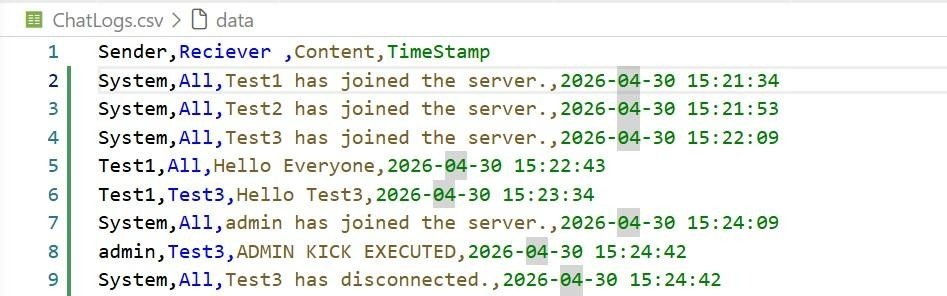 ChatLogs.csv > data
1 Sender,Reciever ,Content,TimeStamp
2 System,All,Test1 has joined the server.,2026-04-30 15:21:34
3 System,All,Test2 has joined the server.,2026-04-30 15:21:53
4 System,All,Test3 has joined the server.,2026-04-30 15:22:09
5 Test1,All,Hello Everyone,2026-04-30 15:22:43
6 Test1,Test3,Hello Test3,2026-04-30 15:23:34
7 System,All,admin has joined the server.,2026-04-30 15:24:09
8 admin,Test3,ADMIN KICK EXECUTED,2026-04-30 15:24:42
9 System,All,Test3 has disconnected.,2026-04-30 15:24:42